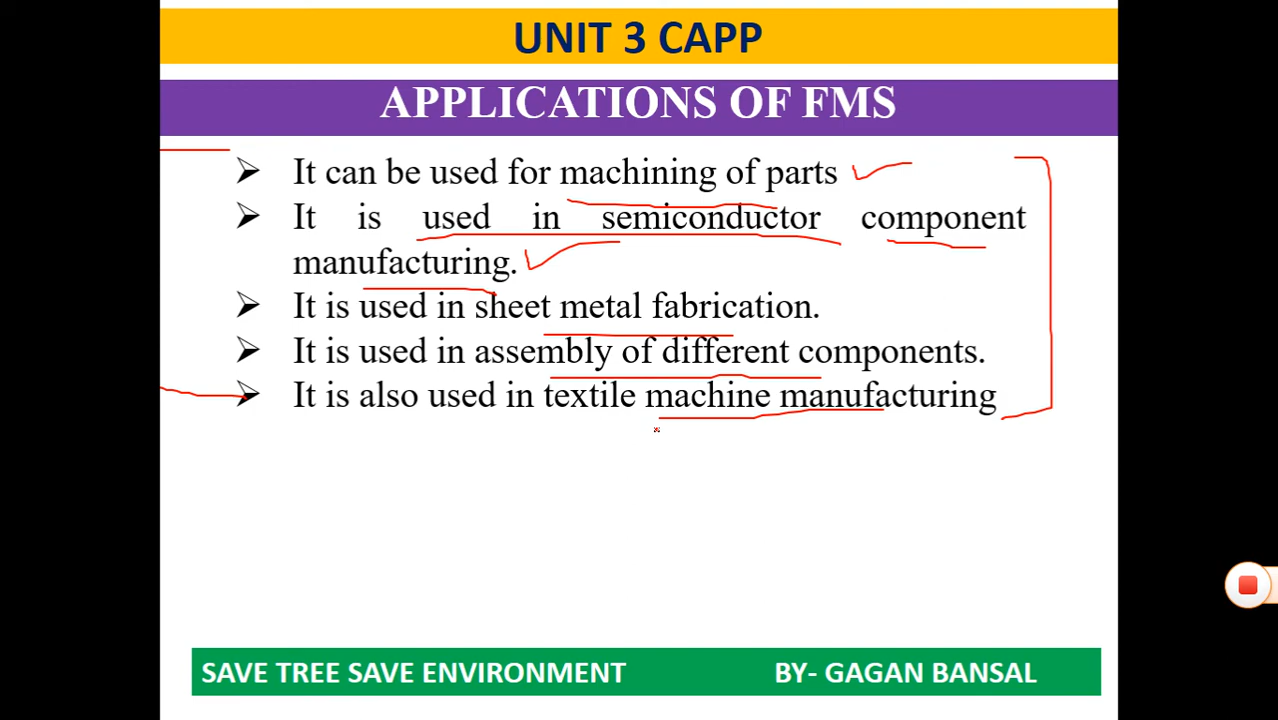 UNIT 3 CAPP
APPLICATIONS OF FMS
➢ It can be used for machining of parts
➢ It is used in semiconductor component
manufacturing.
➢ It is used in sheet metal fabrication.
➢ It is used in assembly of different components.
➢ It is also used in textile machine manufacturing
SAVE TREE SAVE ENVIRONMENT BY- GAGAN BANSAL